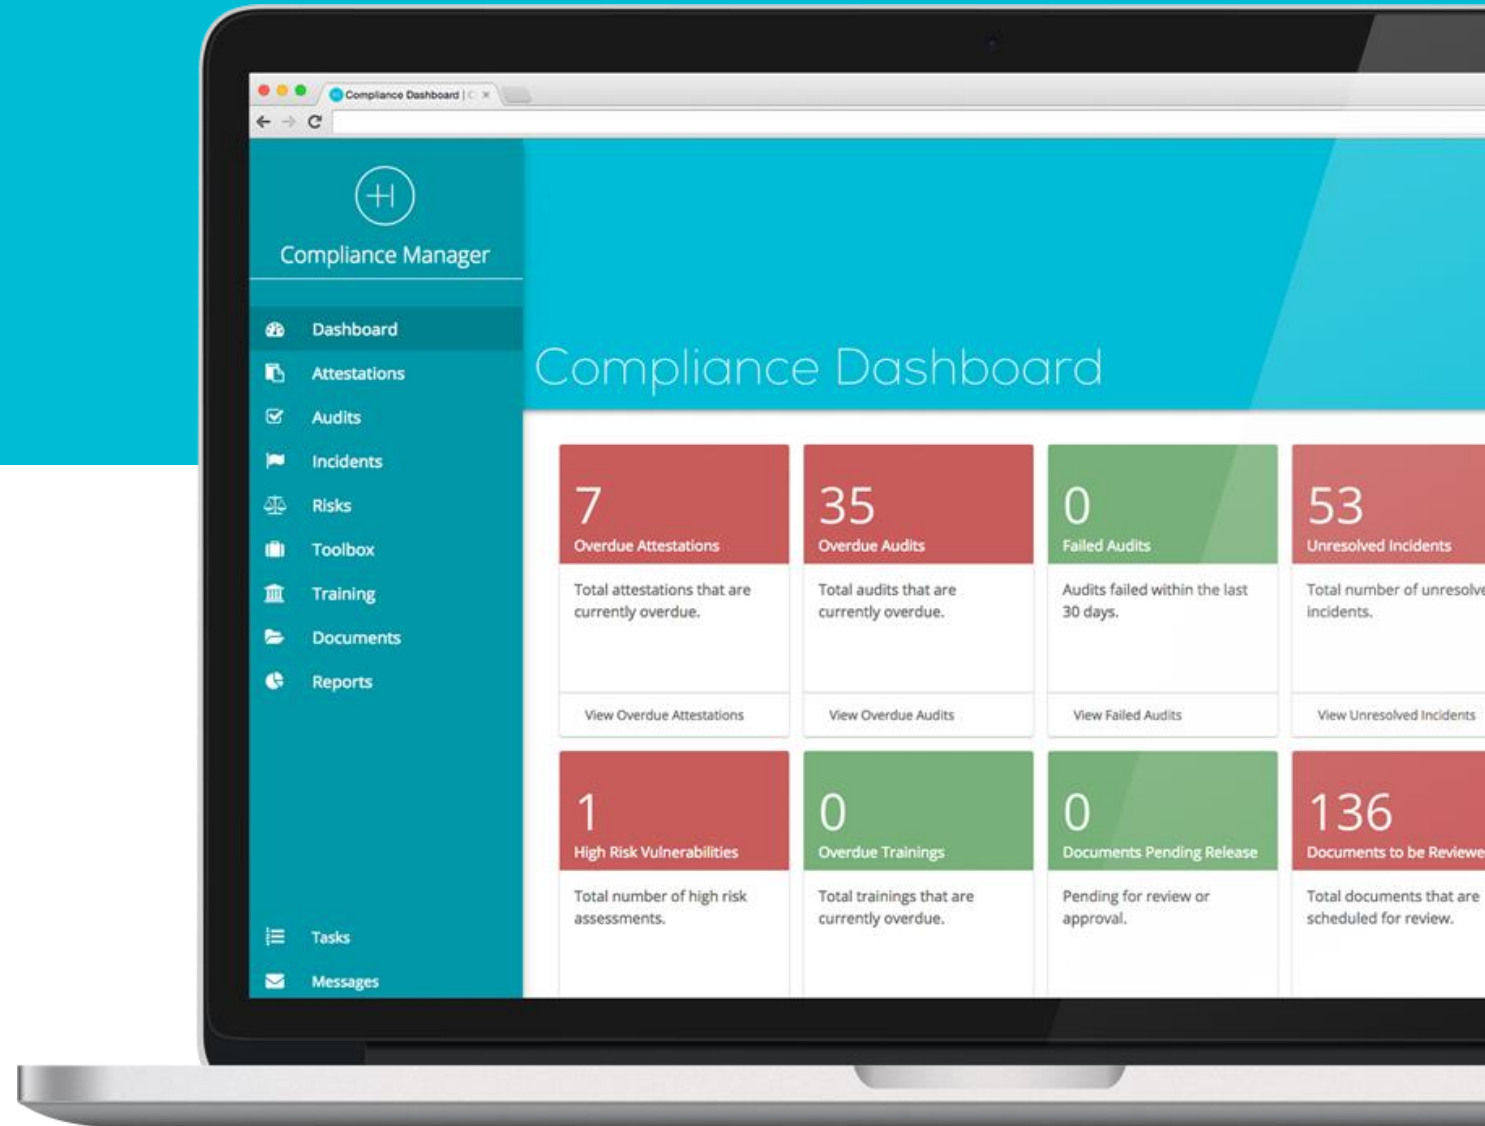 Compliance Dashboard | C
Compliance Manager
Dashboard
Attestations
Audits
Incidents
Risks
Toolbox
Training
Documents
Reports
Tasks
Messages
Compliance Dashboard
7
Overdue Attestations
Total attestations that are
currently overdue.
View Overdue Attestations
35
Overdue Audits
Total audits that are
currently overdue.
View Overdue Audits
0
Failed Audits
Audits failed within the last
30 days.
View Failed Audits
53
Unresolved Incidents
Total number of unresolve
incidents.
View Unresolved Incidents
1
High Risk Vulnerabilities
Total number of high risk
assessments.
0
Overdue Trainings
Total trainings that are
currently overdue.
0
Documents Pending Release
Pending for review or
approval.
136
Documents to be Reviewe
Total documents that are
scheduled for review.